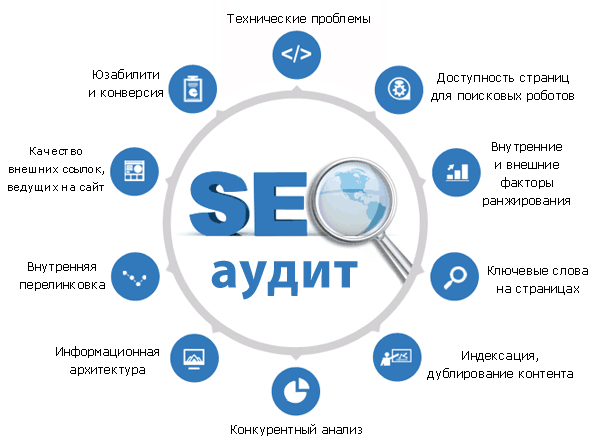 Технические проблемы
</>
Юзабилити
и конверсия
Доступность страниц
для поисковых роботов
Качество
внешних ссылок,
ведущих на сайт
Внутренние
и внешние
факторы
ранжирования
SEO
аудит
Внутренняя
перелинковка
Ключевые слова
на страницах
Информационная
архитектура
Индексация,
дублирование контента
Конкурентный анализ